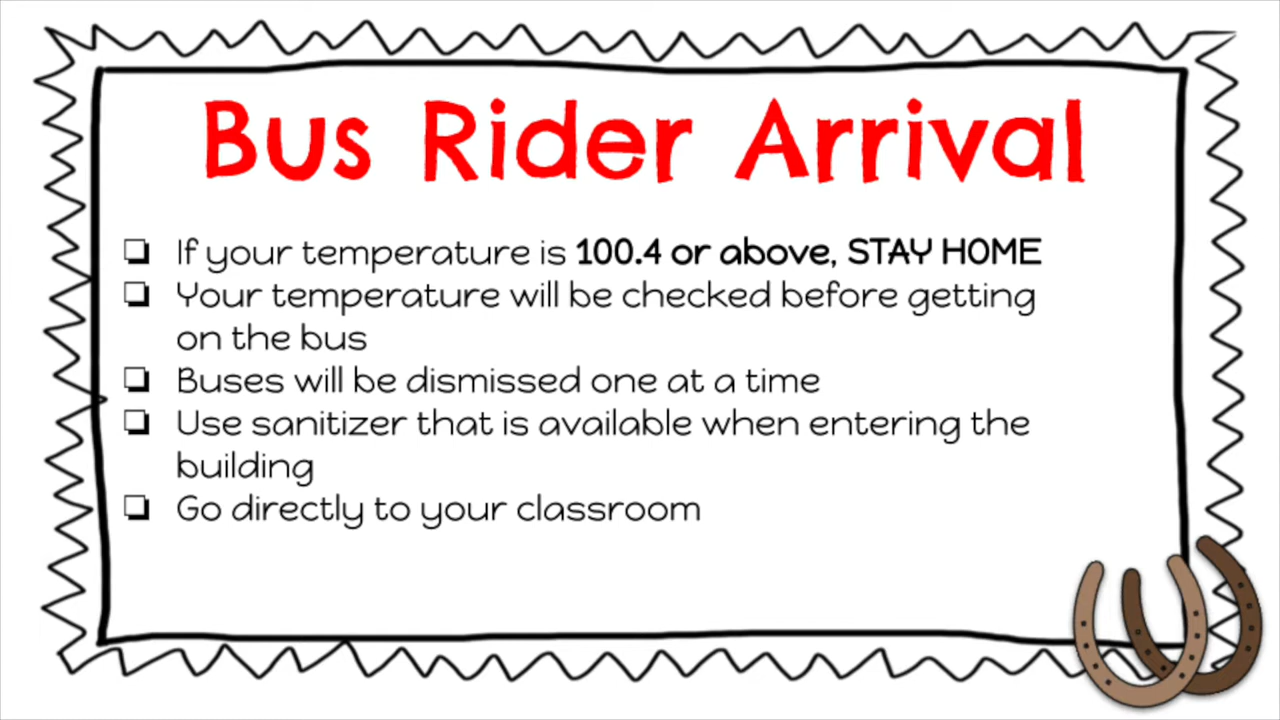 Bus Rider Arrival
❏ If your temperature is 100.4 or above, STAY HOME
❏ Your temperature will be checked before getting
on the bus
❏ Buses will be dismissed one at a time
❏ Use sanitizer that is available when entering the
building
❏ Go directly to your classroom